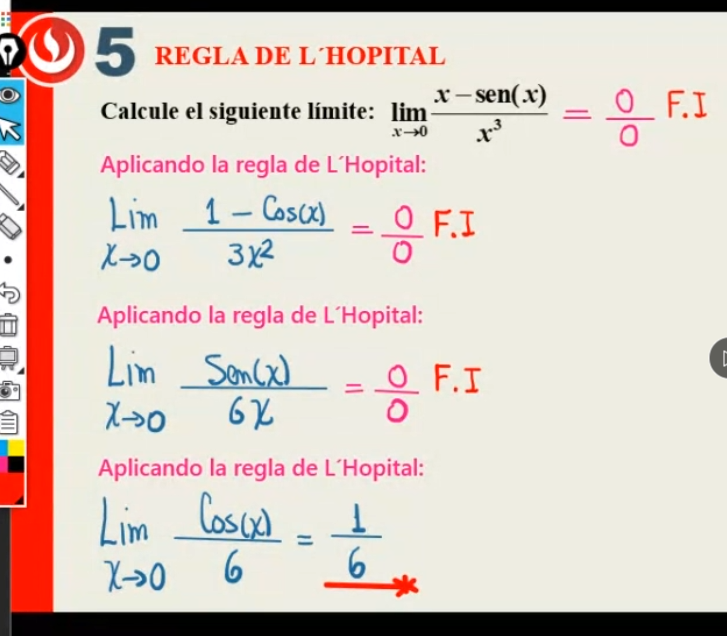 5 REGLA DE L´HOPITAL
Calcule el siguiente límite: lim x→0 (x − sen(x))/x³ = 0/0 F.I
Aplicando la regla de L´Hopital:
Lim x→0 (1 − Cos(x))/3x² = 0/0 F.I
Aplicando la regla de L´Hopital:
Lim x→0 Sen(x)/6x = 0/0 F.I
Aplicando la regla de L´Hopital:
Lim x→0 Cos(x)/6 = 1/6